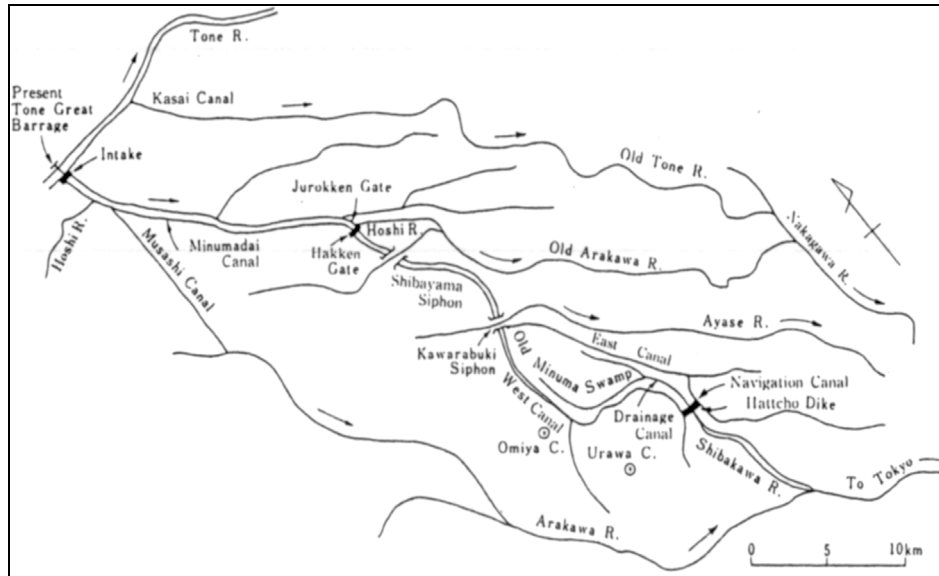 Tone R.
Present
Tone Great
Barrage
Kasai Canal
Intake
Old Tone R.
Jurokken Gate
Nakagawa R.
Hoshi R.
Hoshi R.
Minumadai
Canal
Musashi Canal
Hakken
Gate
Old Arakawa R.
Shibayama
Siphon
Ayase R.
Kawarabuki
Siphon
East Canal
Old Minuma Swamp
West Canal
Navigation Canal
Hattcho Dike
Drainage
Canal
Omiya C.
Urawa C.
Shibakawa R.
To Tokyo
Arakawa R.
0 5 10km